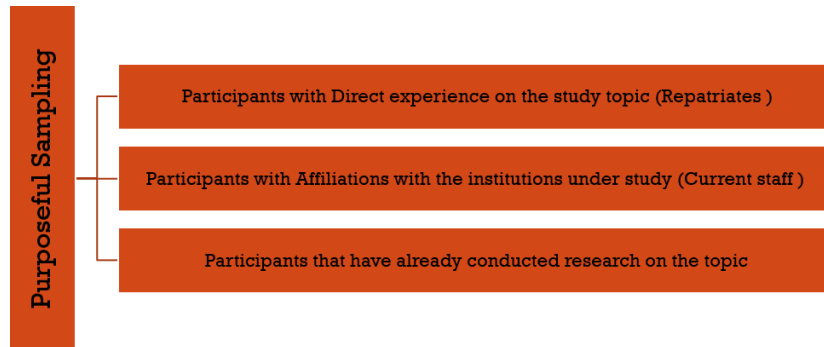 Purposeful Sampling
Participants with Direct experience on the study topic (Repatriates )
Participants with Affiliations with the institutions under study (Current staff )
Participants that have already conducted research on the topic